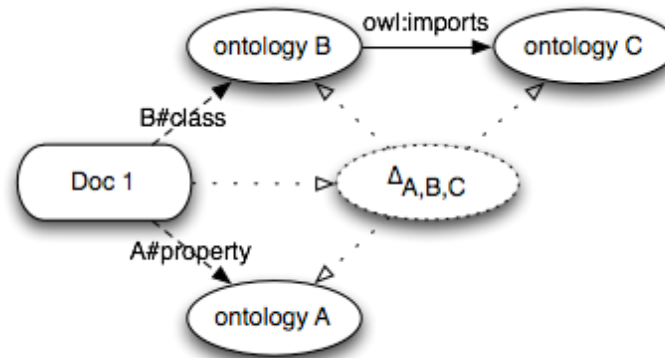 owl:imports
ontology B
ontology C
B#class
Doc 1
ΔA,B,C
A#property
ontology A